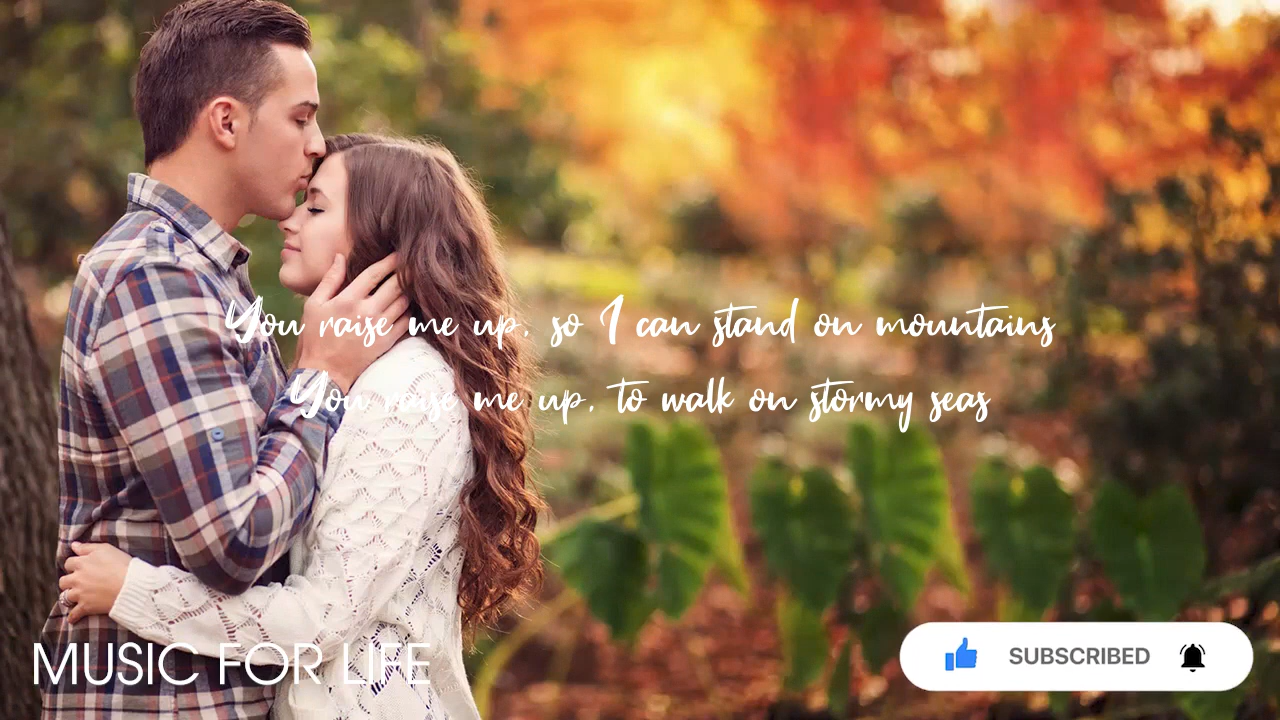 You raise me up, so I can stand on mountains
You raise me up, to walk on stormy seas
MUSIC FOR LIFE
SUBSCRIBED